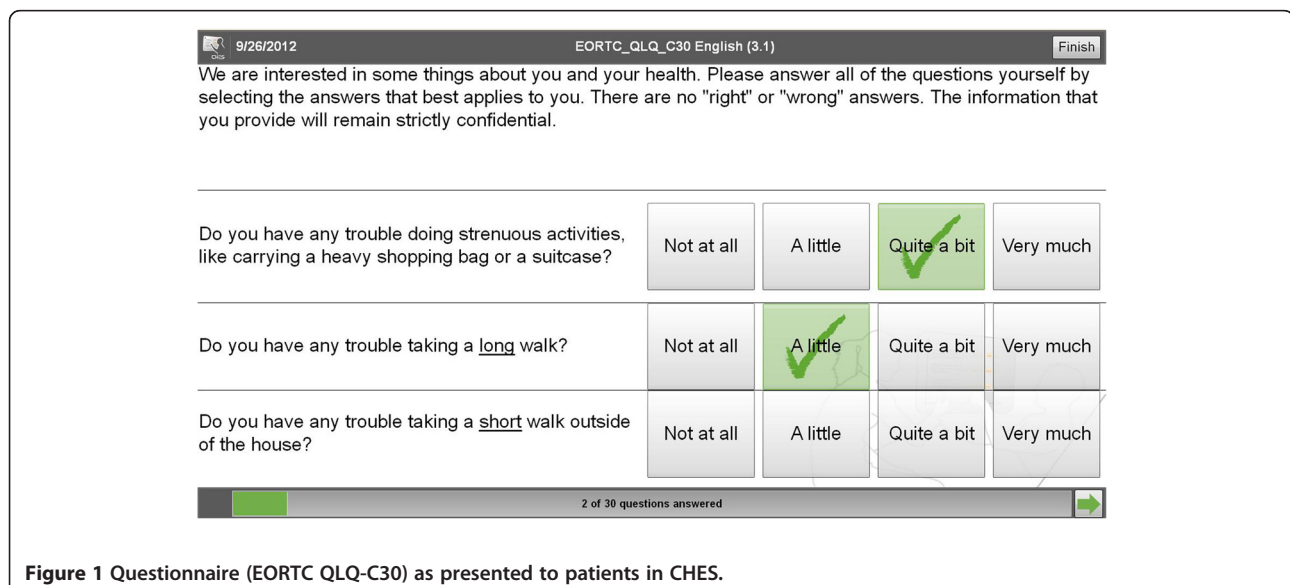 9/26/2012 EORTC_QLQ_C30 English (3.1) Finish
CHES
We are interested in some things about you and your health. Please answer all of the questions yourself by
selecting the answers that best applies to you. There are no "right" or "wrong" answers. The information that
you provide will remain strictly confidential.
Do you have any trouble doing strenuous activities,
like carrying a heavy shopping bag or a suitcase?
Not at all A little Quite a bit Very much
Do you have any trouble taking a long walk?
Not at all A little Quite a bit Very much
Do you have any trouble taking a short walk outside
of the house?
Not at all A little Quite a bit Very much
2 of 30 questions answered
Figure 1 Questionnaire (EORTC QLQ-C30) as presented to patients in CHES.